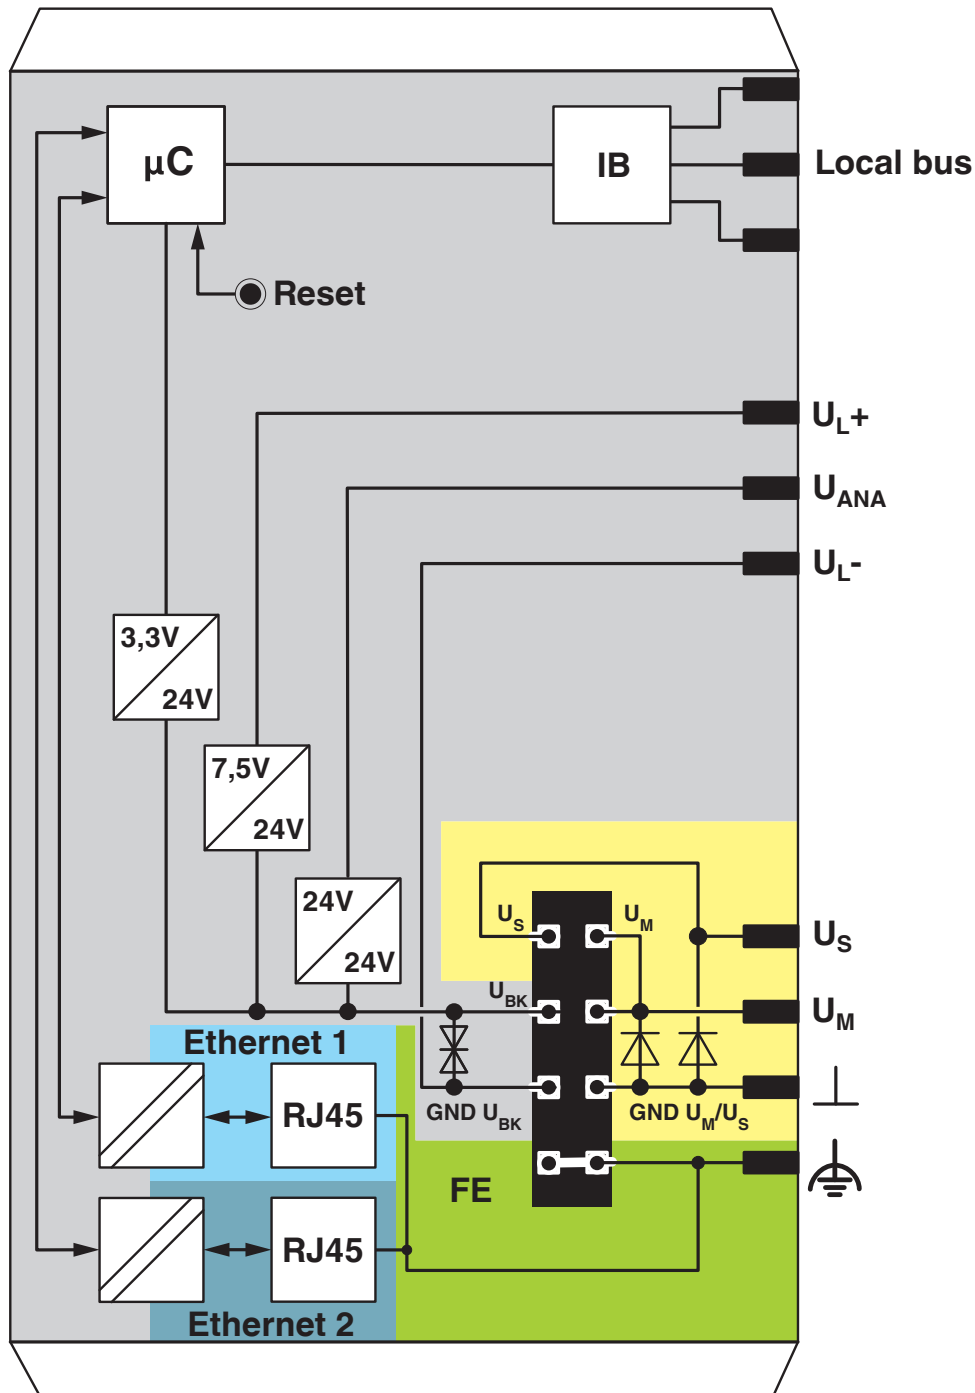 µC
IB
Local bus
Reset
UL+
UANA
UL-
3,3V
24V
7,5V
24V
24V
24V
US
UM
US
UBK
UM
Ethernet 1
RJ45
GND UBK
GND UM/US
FE
RJ45
Ethernet 2